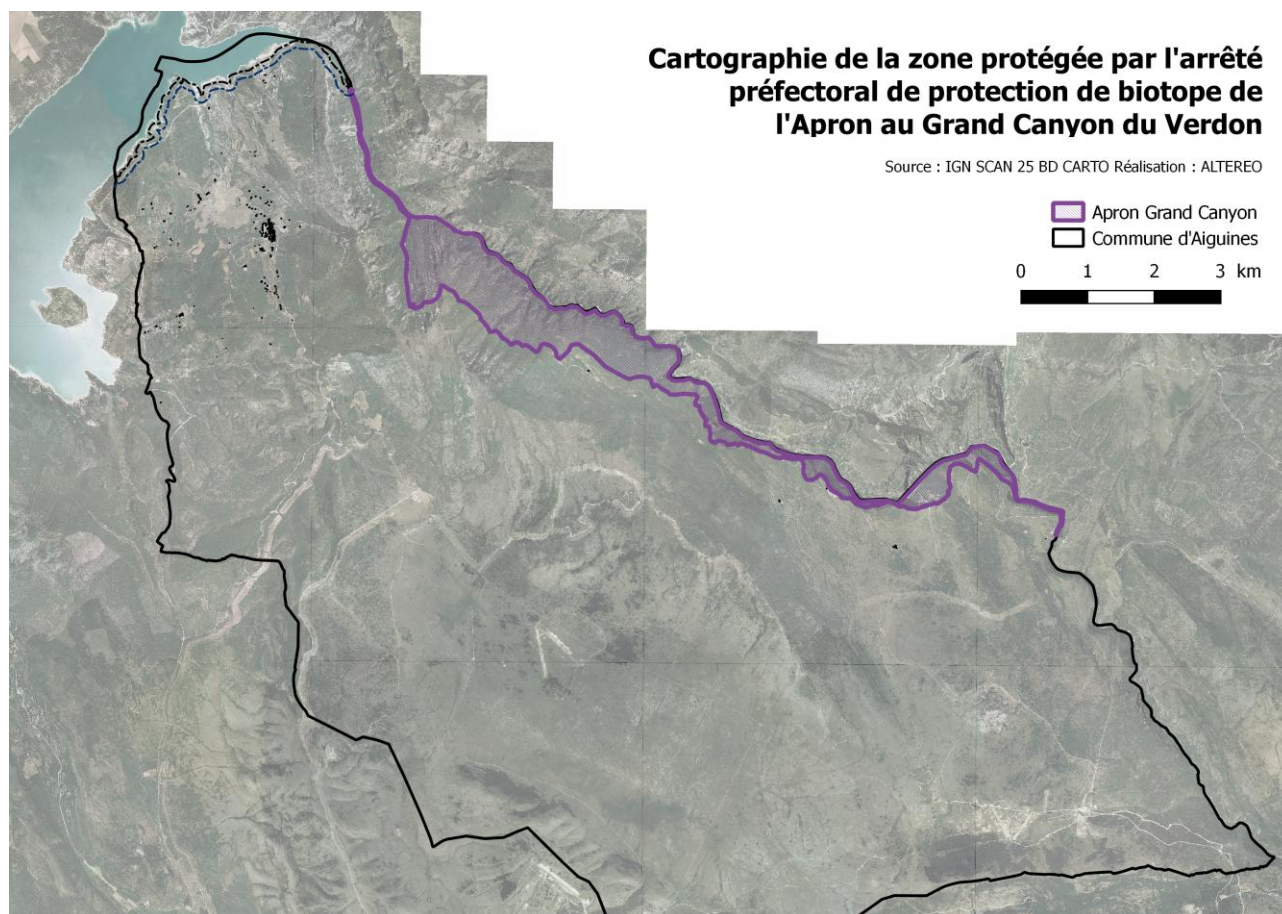 Cartographie de la zone protégée par l'arrêté
préfectoral de protection de biotope de
l'Apron au Grand Canyon du Verdon
Source : IGN SCAN 25 BD CARTO Réalisation : ALTEREO
Apron Grand Canyon
Commune d'Aiguines
0 1 2 3 km